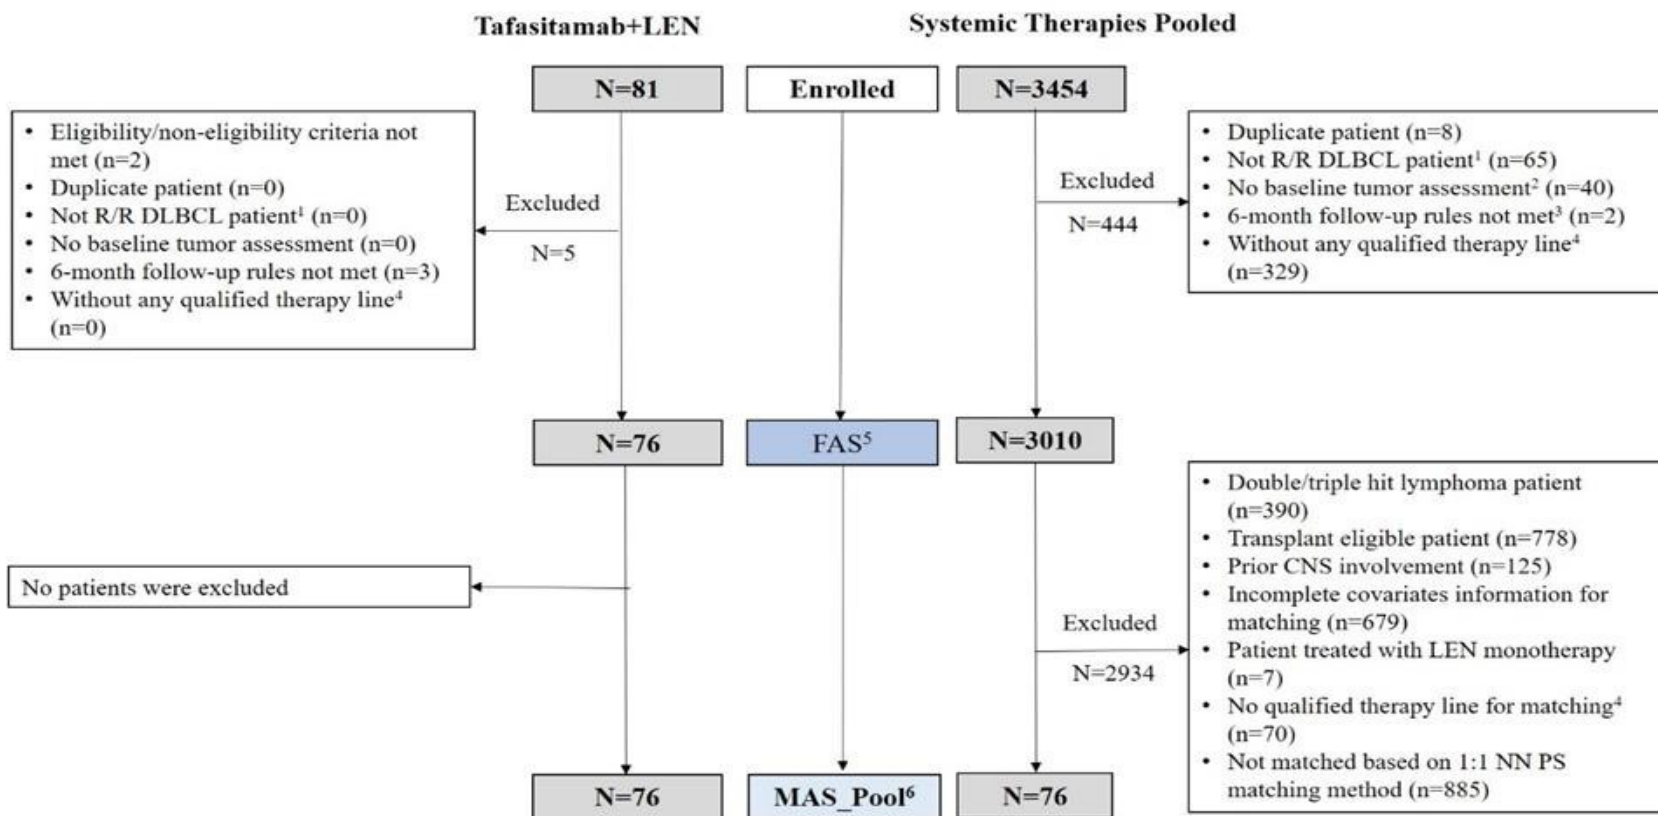 Tafasitamab+LEN
Systemic Therapies Pooled
N=81
Enrolled
N=3454
• Eligibility/non-eligibility criteria not
met (n=2)
• Duplicate patient (n=0)
• Not R/R DLBCL patient¹ (n=0)
• No baseline tumor assessment (n=0)
• 6-month follow-up rules not met (n=3)
• Without any qualified therapy line⁴
(n=0)
Excluded
N=5
Excluded
N=444
• Duplicate patient (n=8)
• Not R/R DLBCL patient¹ (n=65)
• No baseline tumor assessment² (n=40)
• 6-month follow-up rules not met³ (n=2)
• Without any qualified therapy line⁴
(n=329)
N=76
FAS⁵
N=3010
No patients were excluded
Excluded
N=2934
• Double/triple hit lymphoma patient
(n=390)
• Transplant eligible patient (n=778)
• Prior CNS involvement (n=125)
• Incomplete covariates information for
matching (n=679)
• Patient treated with LEN monotherapy
(n=7)
• No qualified therapy line for matching⁴
(n=70)
• Not matched based on 1:1 NN PS
matching method (n=885)
N=76
MAS_Pool⁶
N=76